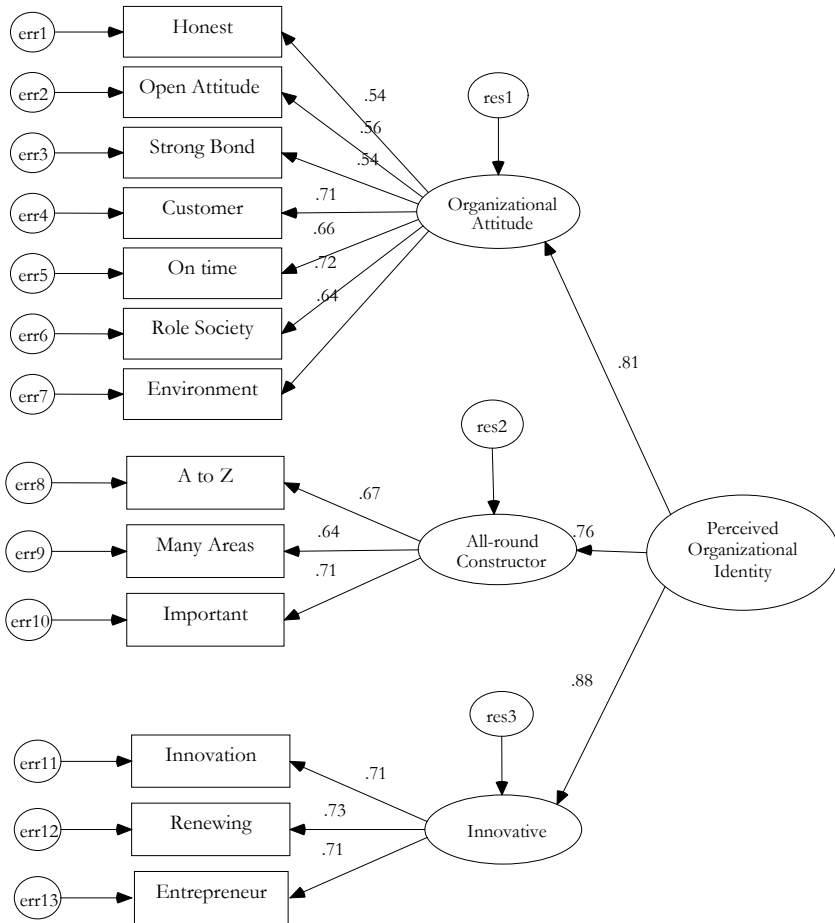 err1
Honest
err2
Open Attitude
err3
Strong Bond
err4
Customer
err5
On time
err6
Role Society
err7
Environment
.54
.56
.54
.71
.66
.72
.64
res1
Organizational
Attitude
.81
err8
A to Z
err9
Many Areas
err10
Important
.67
.64
.71
res2
All-round
Constructor
.76
Perceived
Organizational
Identity
.88
err11
Innovation
err12
Renewing
err13
Entrepreneur
.71
.73
.71
res3
Innovative